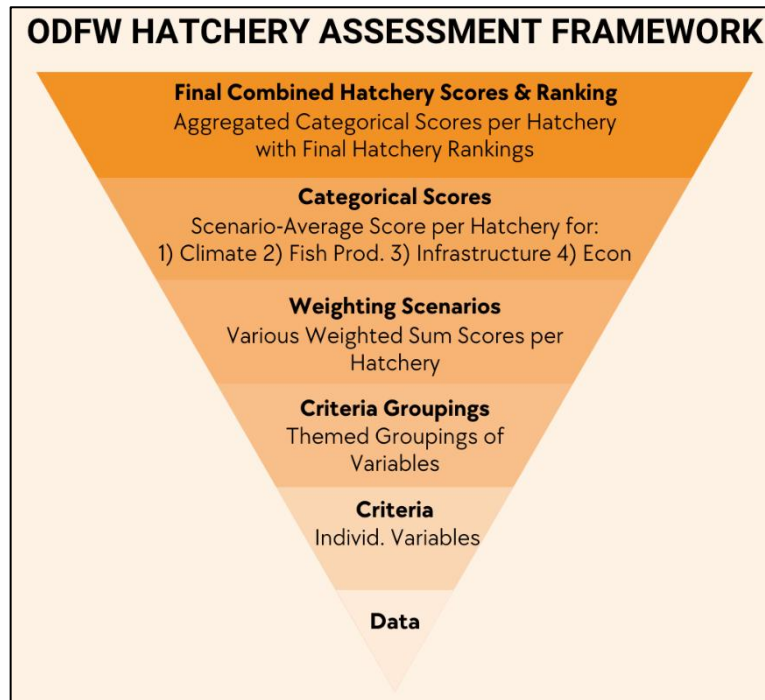 ODFW HATCHERY ASSESSMENT FRAMEWORK
Final Combined Hatchery Scores & Ranking
Aggregated Categorical Scores per Hatchery
with Final Hatchery Rankings
Categorical Scores
Scenario-Average Score per Hatchery for:
1) Climate 2) Fish Prod. 3) Infrastructure 4) Econ
Weighting Scenarios
Various Weighted Sum Scores per
Hatchery
Criteria Groupings
Themed Groupings of
Variables
Criteria
Individ. Variables
Data